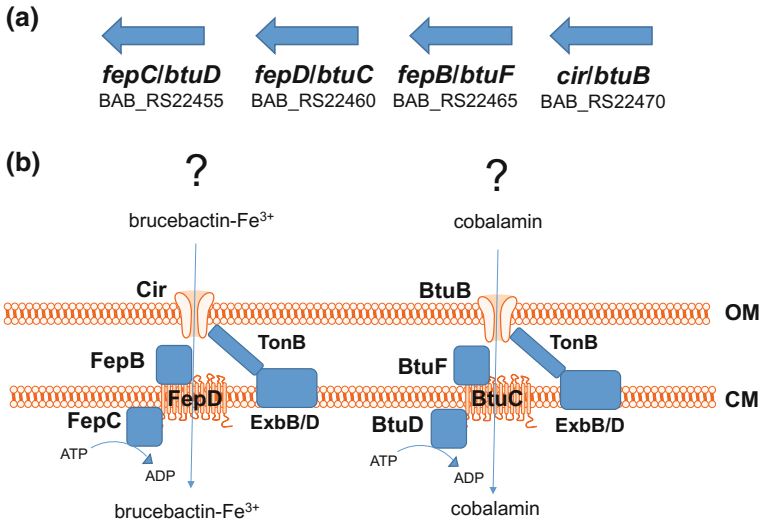 (a)
fepC/btuD fepD/btuC fepB/btuF cir/btuB
BAB_RS22455 BAB_RS22460 BAB_RS22465 BAB_RS22470
(b)
? ?
brucebactin-Fe³⁺ cobalamin
Cir BtuB
OM
TonB TonB
FepB BtuF
FepD BtuC
CM
FepC ExbB/D BtuD ExbB/D
ATP ADP ATP ADP
brucebactin-Fe³⁺ cobalamin